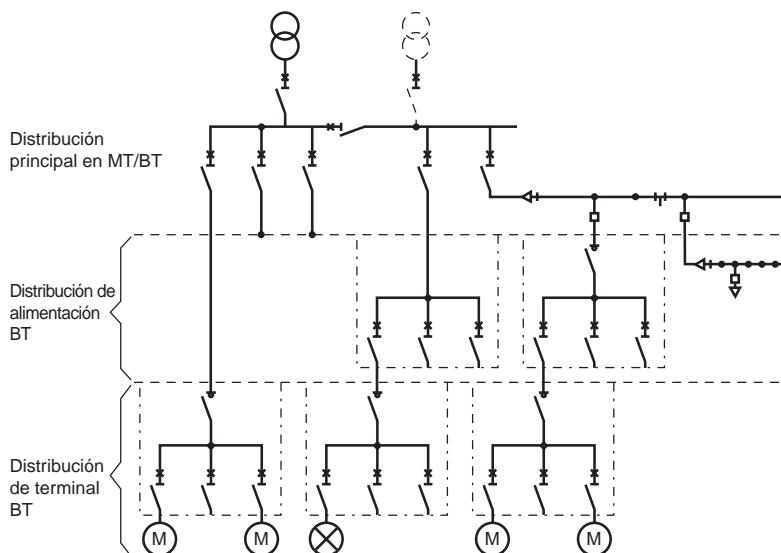 Distribución
principal en MT/BT
Distribución de
alimentación
BT
Distribución
de terminal
BT
M
M
M
M